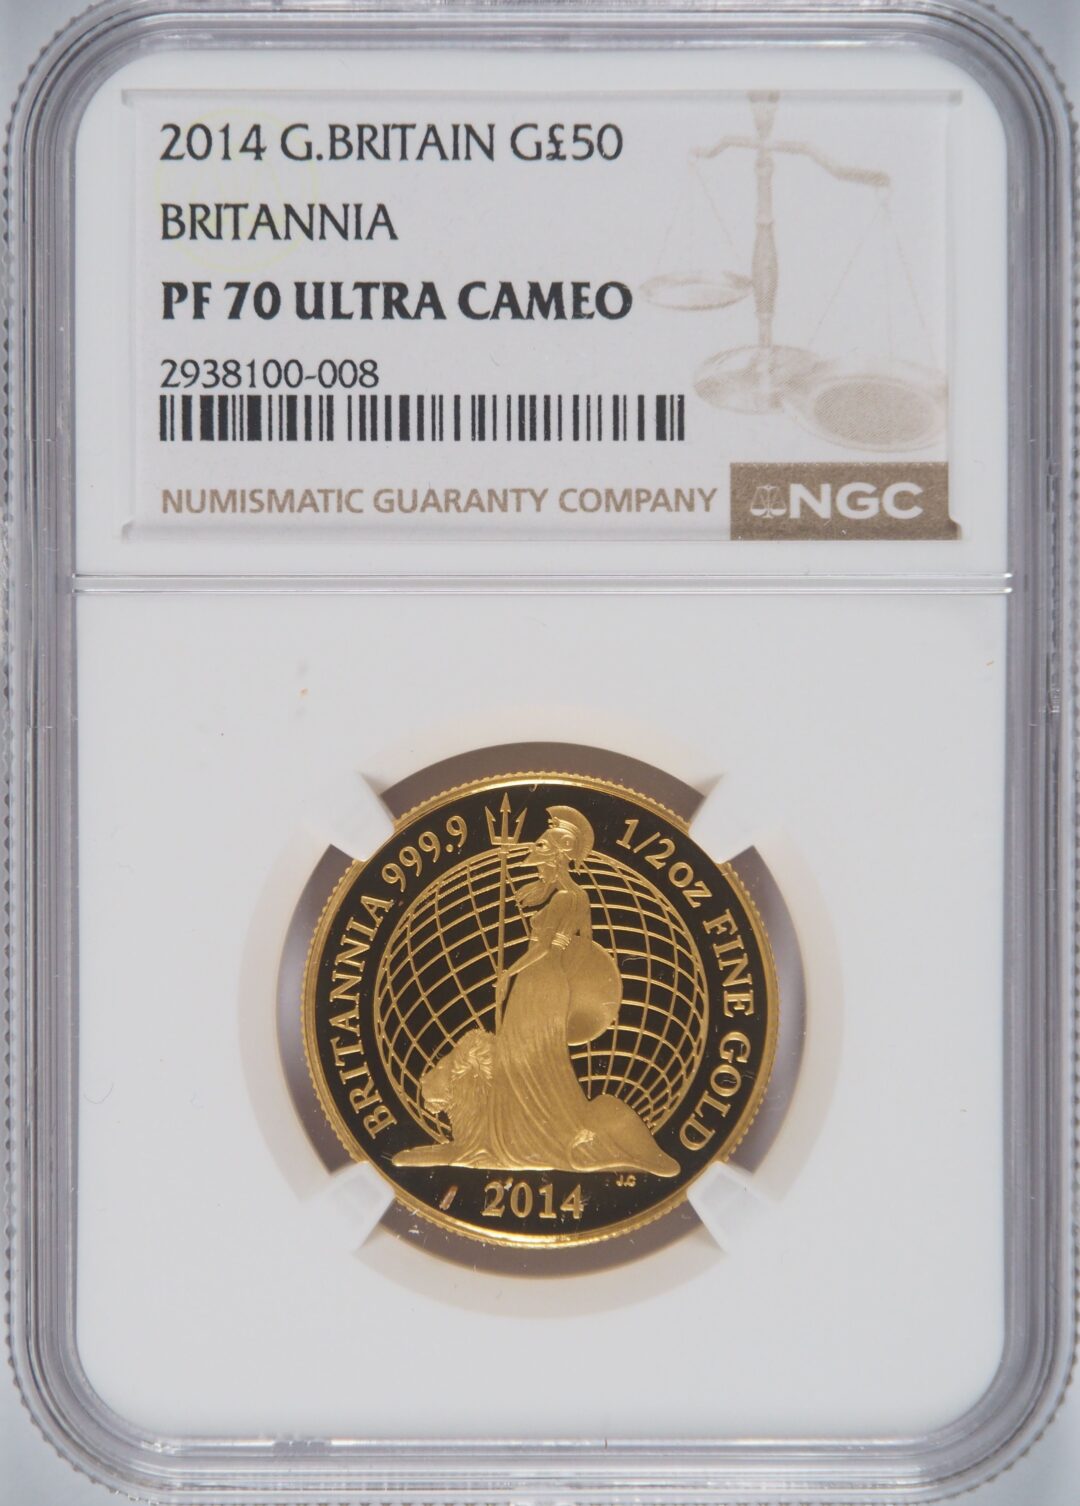 2014 G.BRITAIN G£50
BRITANNIA
PF 70 ULTRA CAMEO
2938100-008
NUMISMATIC GUARANTY COMPANY
NGC
BRITANNIA 999.9
1/2OZ FINE GOLD
J.C
2014